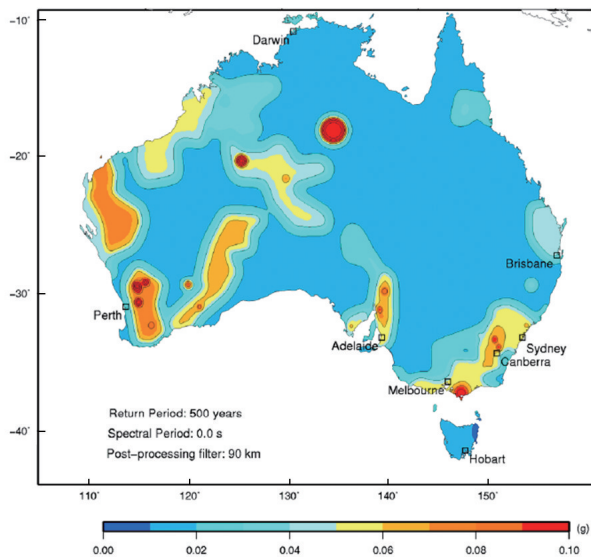 −10°
Darwin
−20°
Brisbane
−30°
Perth
Adelaide
Sydney
Canberra
Melbourne
Return Period: 500 years
Spectral Period: 0.0 s
Post−processing filter: 90 km
−40°
Hobart
110° 120° 130° 140° 150°
(g)
0.00 0.02 0.04 0.06 0.08 0.10